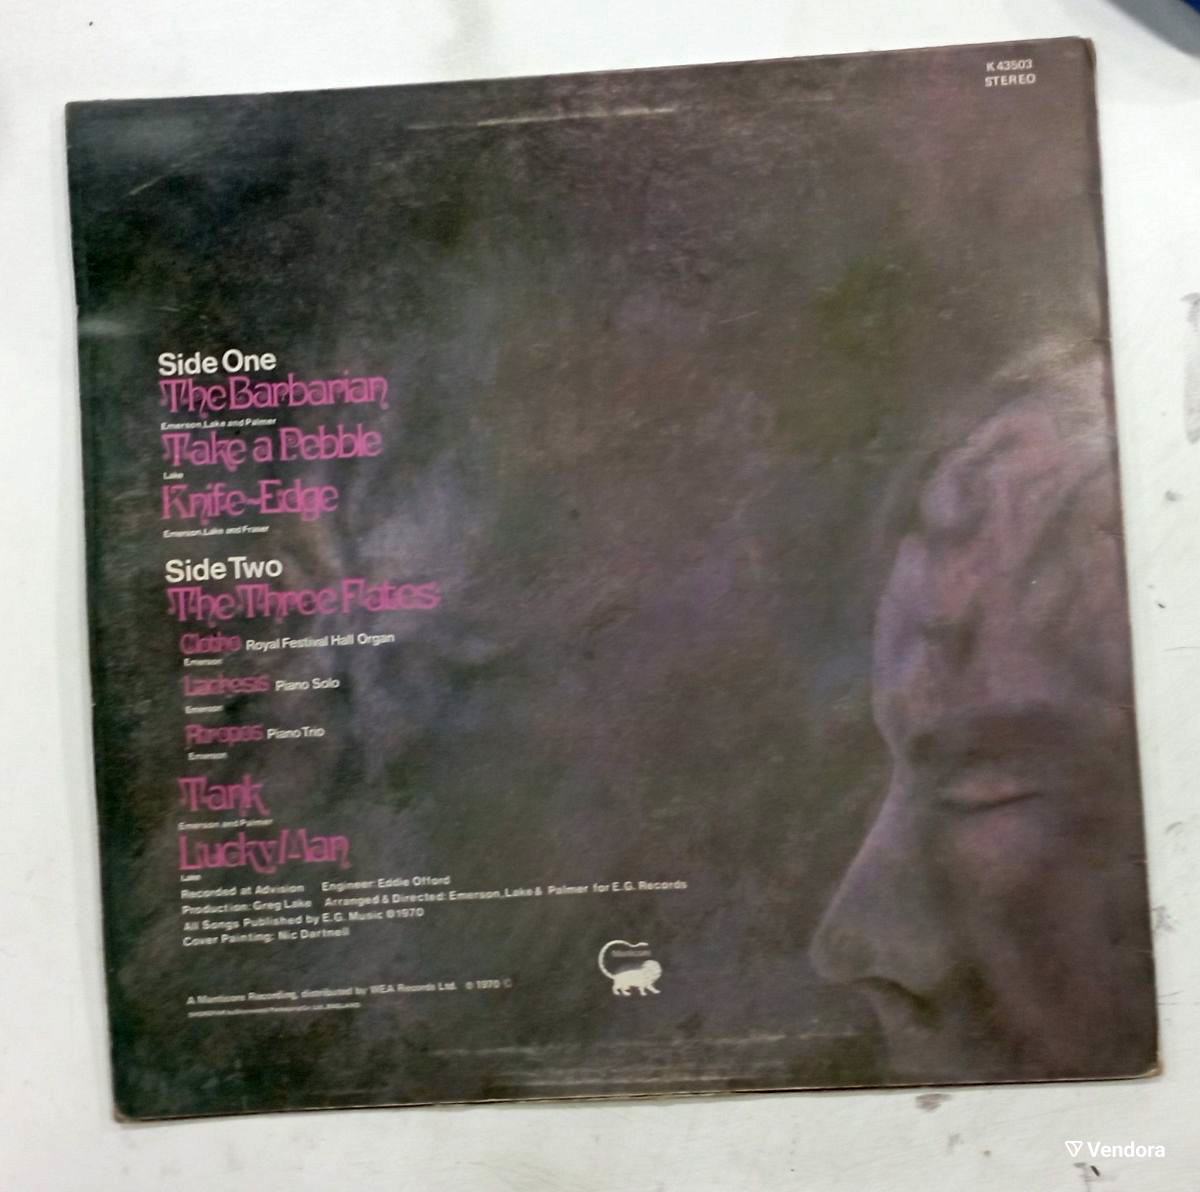 K 43503
STEREO
Side One
The Barbarian
Emerson, Lake and Palmer
Take a Pebble
Lake
Knife-Edge
Emerson, Lake and Fraser
Side Two
The Three Fates
Clotho Royal Festival Hall Organ
Emerson
Lachesis Piano Solo
Emerson
Atropos Piano Trio
Emerson
Tank
Emerson and Palmer
Lucky Man
Lake
Recorded at Advision Engineer: Eddie Offord
Production: Greg Lake Arranged & Directed: Emerson, Lake & Palmer for E.G. Records
All Songs Published by E.G. Music ©1970
Cover Painting: Nic Dartnell
A Manticore Recording, distributed by WEA Records Ltd. ℗ 1970
Vendora